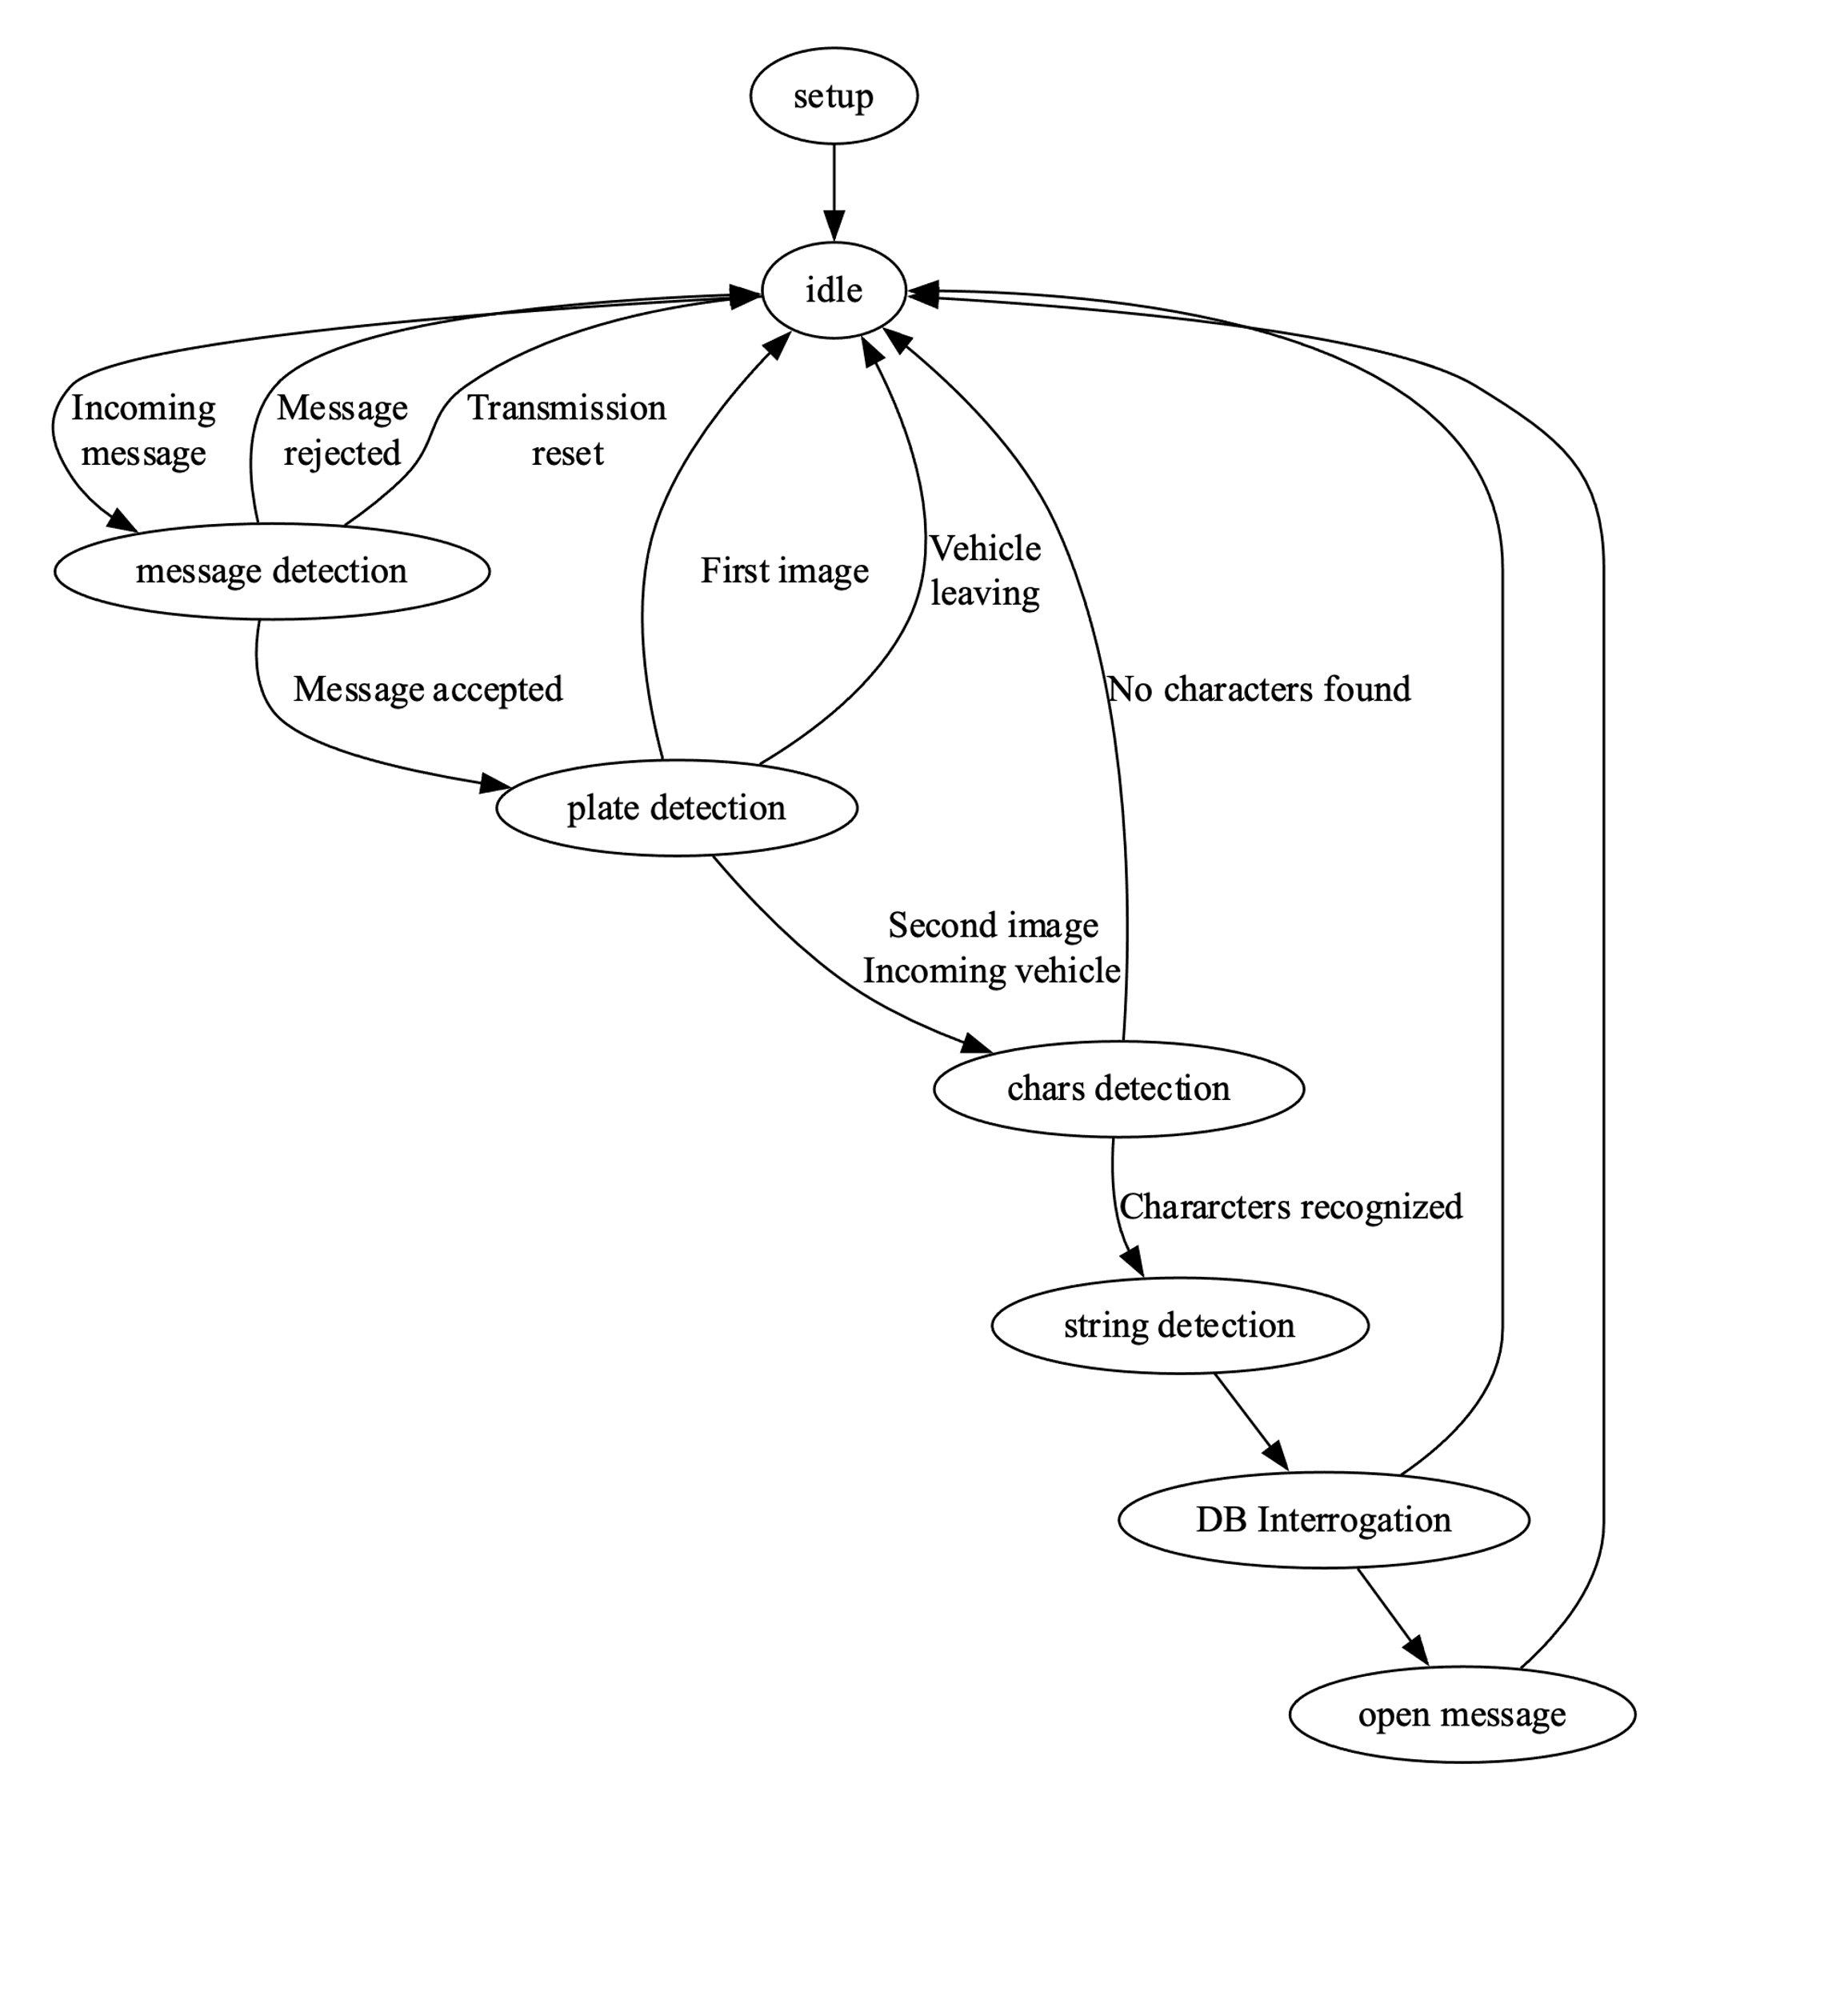 setup
idle
Incoming
message
Message
rejected
Transmission
reset
message detection
First image
Vehicle
leaving
Message accepted
No characters found
plate detection
Second image
Incoming vehicle
chars detection
Chararcters recognized
string detection
DB Interrogation
open message